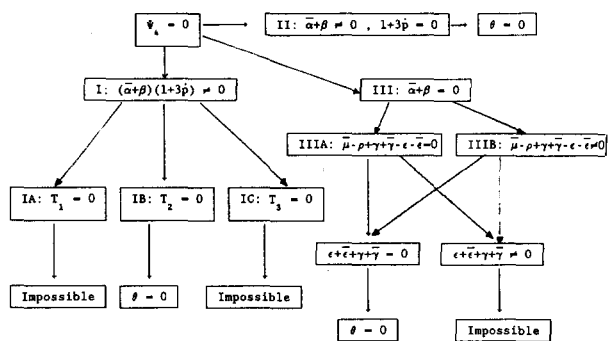 Ψ₄ = 0
II: ᾱ+β ≠ 0 , 1+3ṗ = 0
θ = 0
I: (ᾱ+β)(1+3ṗ) ≠ 0
III: ᾱ+β = 0
IIIA: μ̄-ρ+γ+γ̄-ϵ-ϵ̄=0
IIIB: μ̄-ρ+γ+γ̄-ϵ-ϵ̄≠0
IA: T₁ = 0
IB: T₂ = 0
IC: T₃ = 0
ϵ+ϵ̄+γ+γ̄ = 0
ϵ+ϵ̄+γ+γ̄ ≠ 0
Impossible
θ = 0
Impossible
θ = 0
Impossible